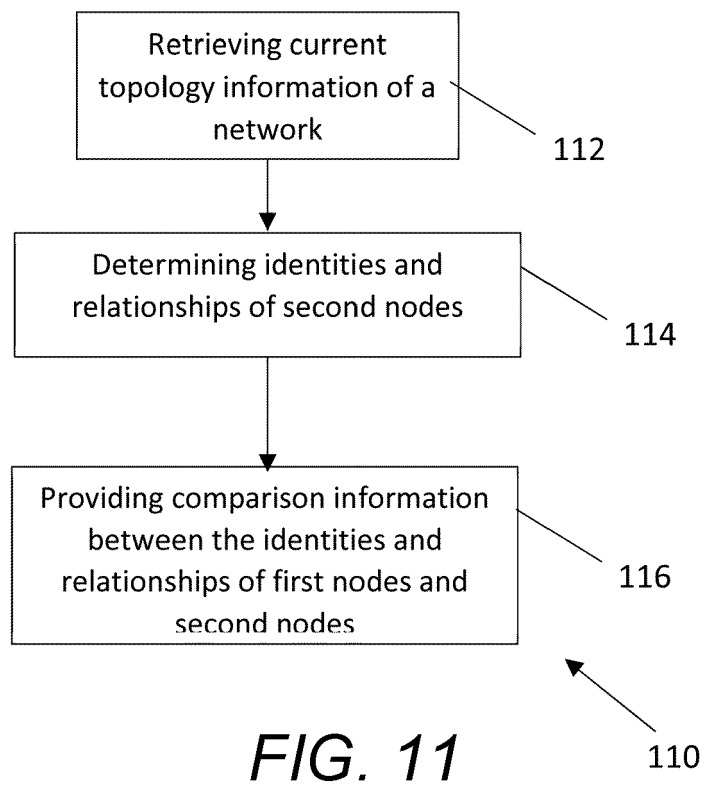 Retrieving current
topology information of a
network
112
Determining identities and
relationships of second nodes
114
Providing comparison information
between the identities and
relationships of first nodes and
second nodes
116
110
FIG. 11